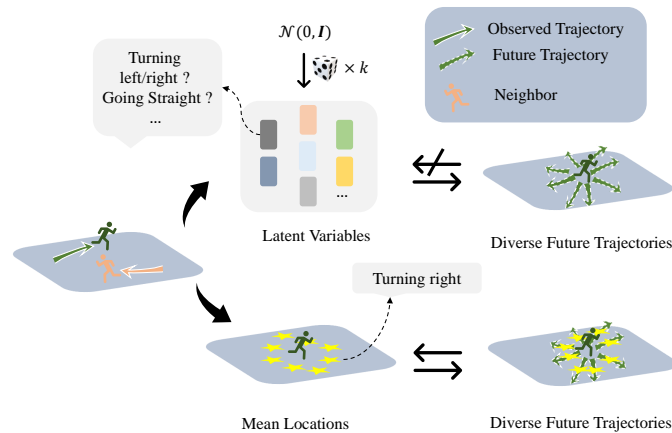 𝒩(0, I)
× k
Turning
left/right ?
Going Straight ?
...
Observed Trajectory
Future Trajectory
Neighbor
...
Latent Variables
Diverse Future Trajectories
Turning right
Mean Locations
Diverse Future Trajectories